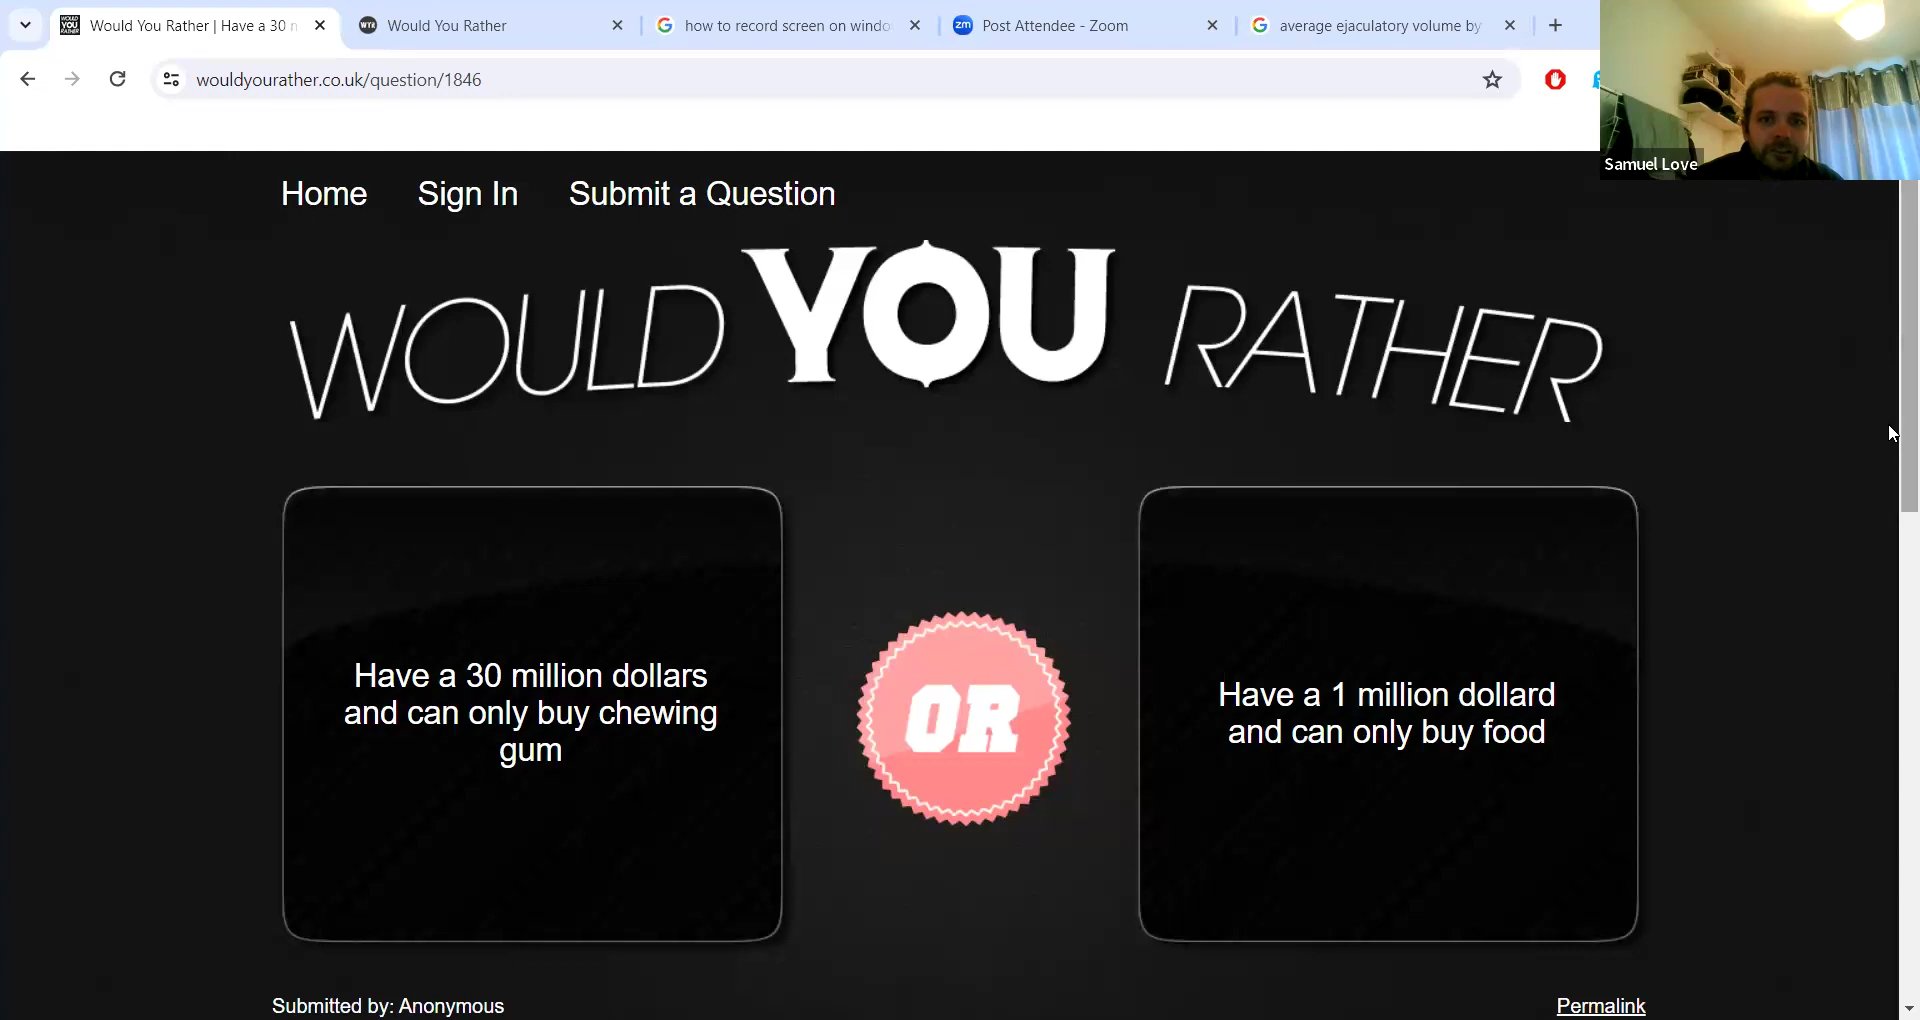 Would You Rather | Have a 30 n
Would You Rather
how to record screen on windo
Post Attendee - Zoom
average ejaculatory volume by
wouldyourather.co.uk/question/1846
Samuel Love
Home Sign In Submit a Question
WOULD YOU RATHER
Have a 30 million dollars
and can only buy chewing
gum
OR
Have a 1 million dollard
and can only buy food
Submitted by: Anonymous
Permalink